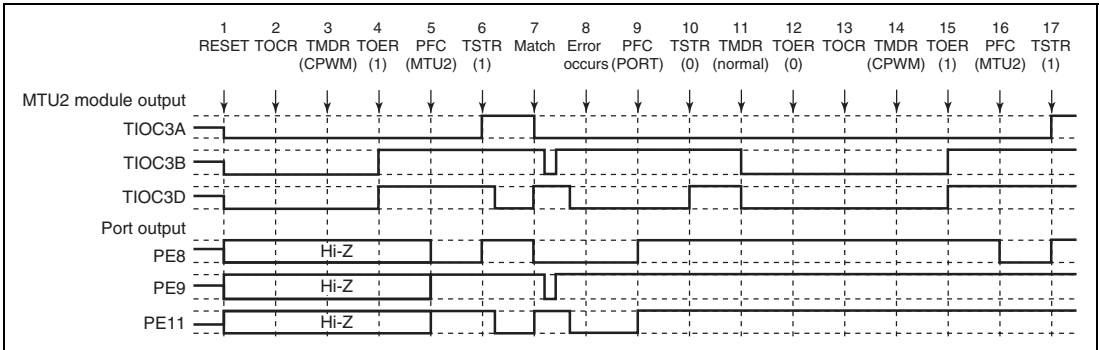 1 2 3 4 5 6 7 8 9 10 11 12 13 14 15 16 17
RESET TOCR TMDR TOER PFC TSTR Match Error PFC TSTR TMDR TOER TOCR TMDR TOER PFC TSTR
(CPWM) (1) (MTU2) (1) occurs (PORT) (0) (normal) (0) (CPWM) (1) (MTU2) (1)
MTU2 module output
TIOC3A
TIOC3B
TIOC3D
Port output
PE8 Hi-Z
PE9 Hi-Z
PE11 Hi-Z